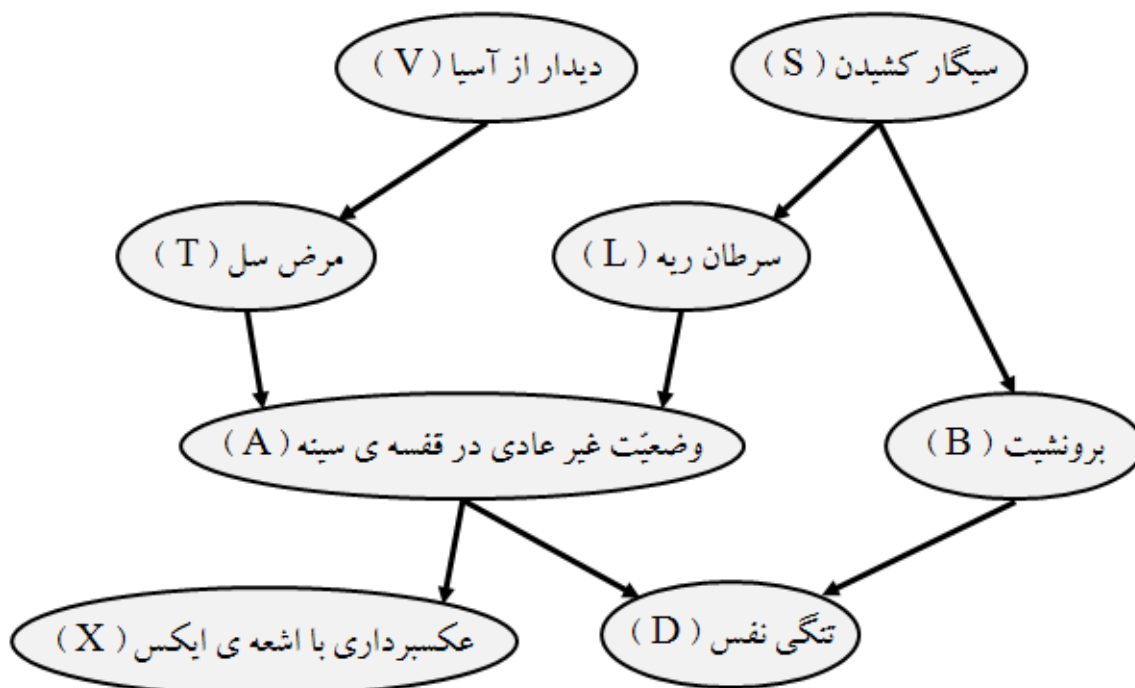 سیگار کشیدن ( S )
دیدار از آسیا ( V )
سرطان ریه ( L )
مرض سل ( T )
برونشیت ( B )
وضعیّت غیر عادی در قفسه ی سینه ( A )
تنگی نفس ( D )
عکسبرداری با اشعه ی ایکس ( X )